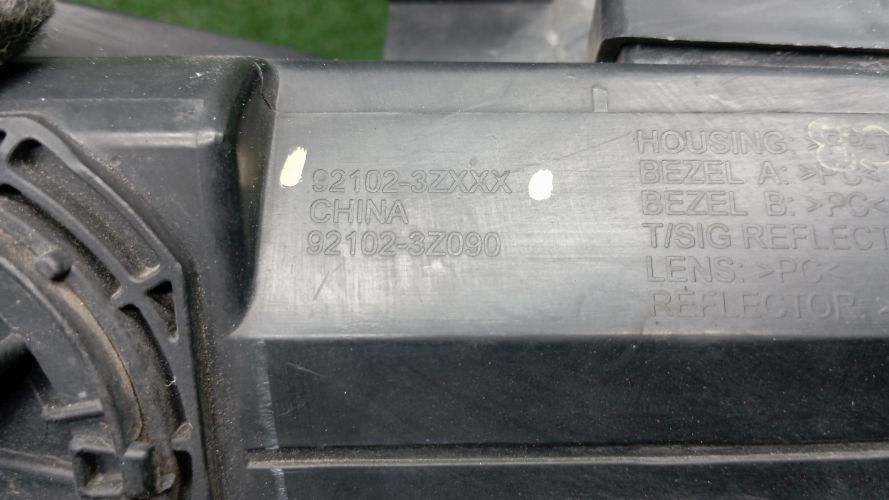 92102-3ZXXX
CHINA
92102-3Z090
HOUSING:
BEZEL A: >PC<
BEZEL B: >PC<
T/SIG REFLECT
LENS: >PC<
REFLECTOR: